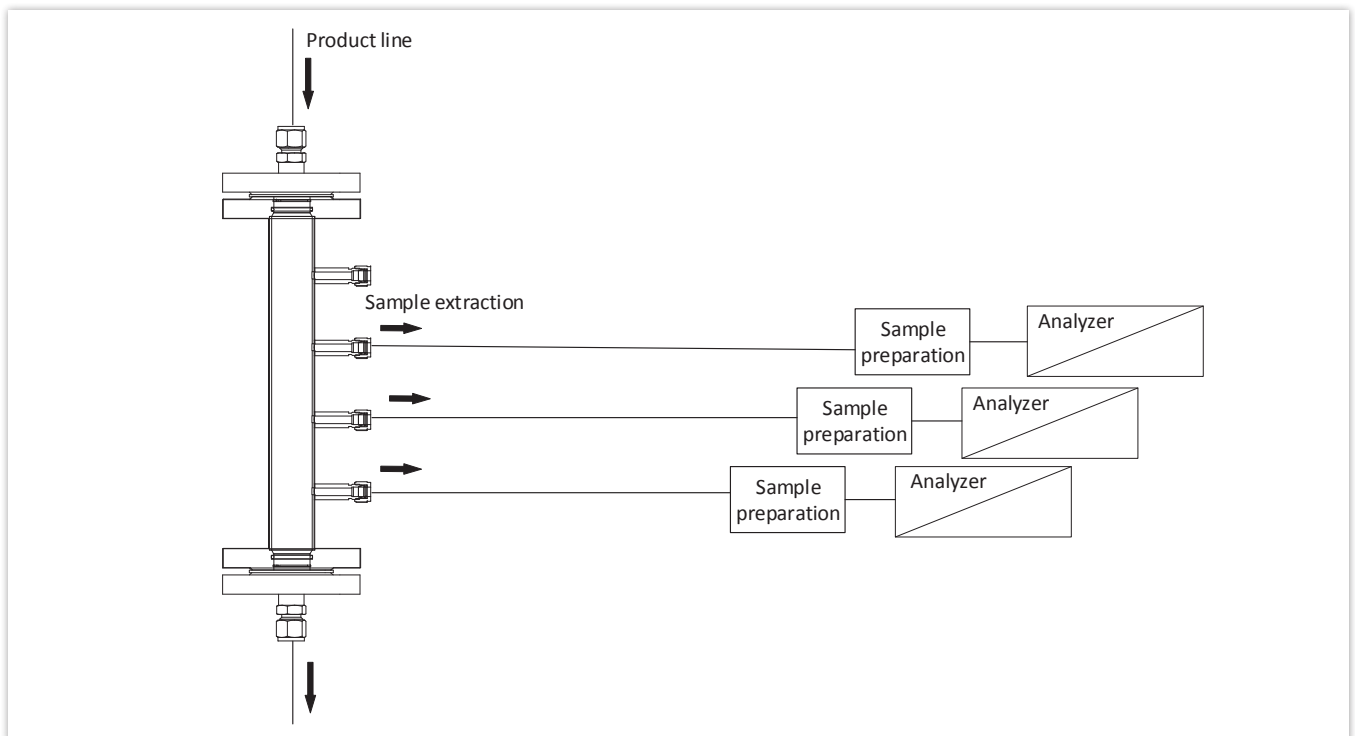 Product line
Sample extraction
Sample
preparation
Analyzer
Sample
preparation
Analyzer
Sample
preparation
Analyzer